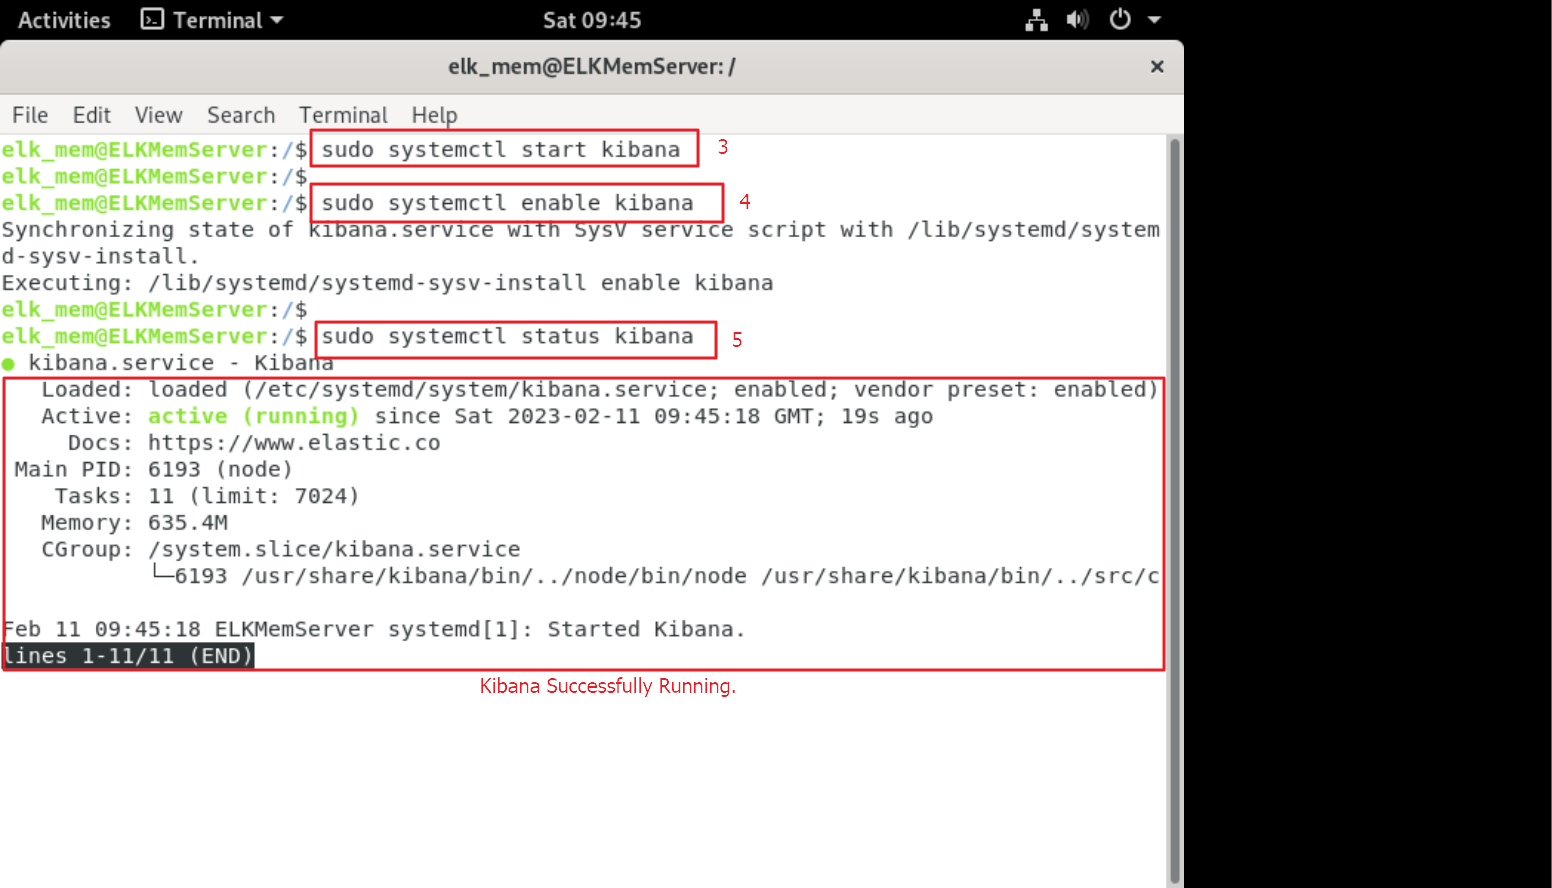 Activities Terminal Sat 09:45
elk_mem@ELKMemServer: /
File Edit View Search Terminal Help
elk_mem@ELKMemServer:/$ sudo systemctl start kibana 3
elk_mem@ELKMemServer:/$
elk_mem@ELKMemServer:/$ sudo systemctl enable kibana 4
Synchronizing state of kibana.service with SysV service script with /lib/systemd/system
d-sysv-install.
Executing: /lib/systemd/systemd-sysv-install enable kibana
elk_mem@ELKMemServer:/$
elk_mem@ELKMemServer:/$ sudo systemctl status kibana 5
● kibana.service - Kibana
Loaded: loaded (/etc/systemd/system/kibana.service; enabled; vendor preset: enabled)
Active: active (running) since Sat 2023-02-11 09:45:18 GMT; 19s ago
Docs: https://www.elastic.co
Main PID: 6193 (node)
Tasks: 11 (limit: 7024)
Memory: 635.4M
CGroup: /system.slice/kibana.service
└─6193 /usr/share/kibana/bin/../node/bin/node /usr/share/kibana/bin/../src/c
Feb 11 09:45:18 ELKMemServer systemd[1]: Started Kibana.
lines 1-11/11 (END)
Kibana Successfully Running.